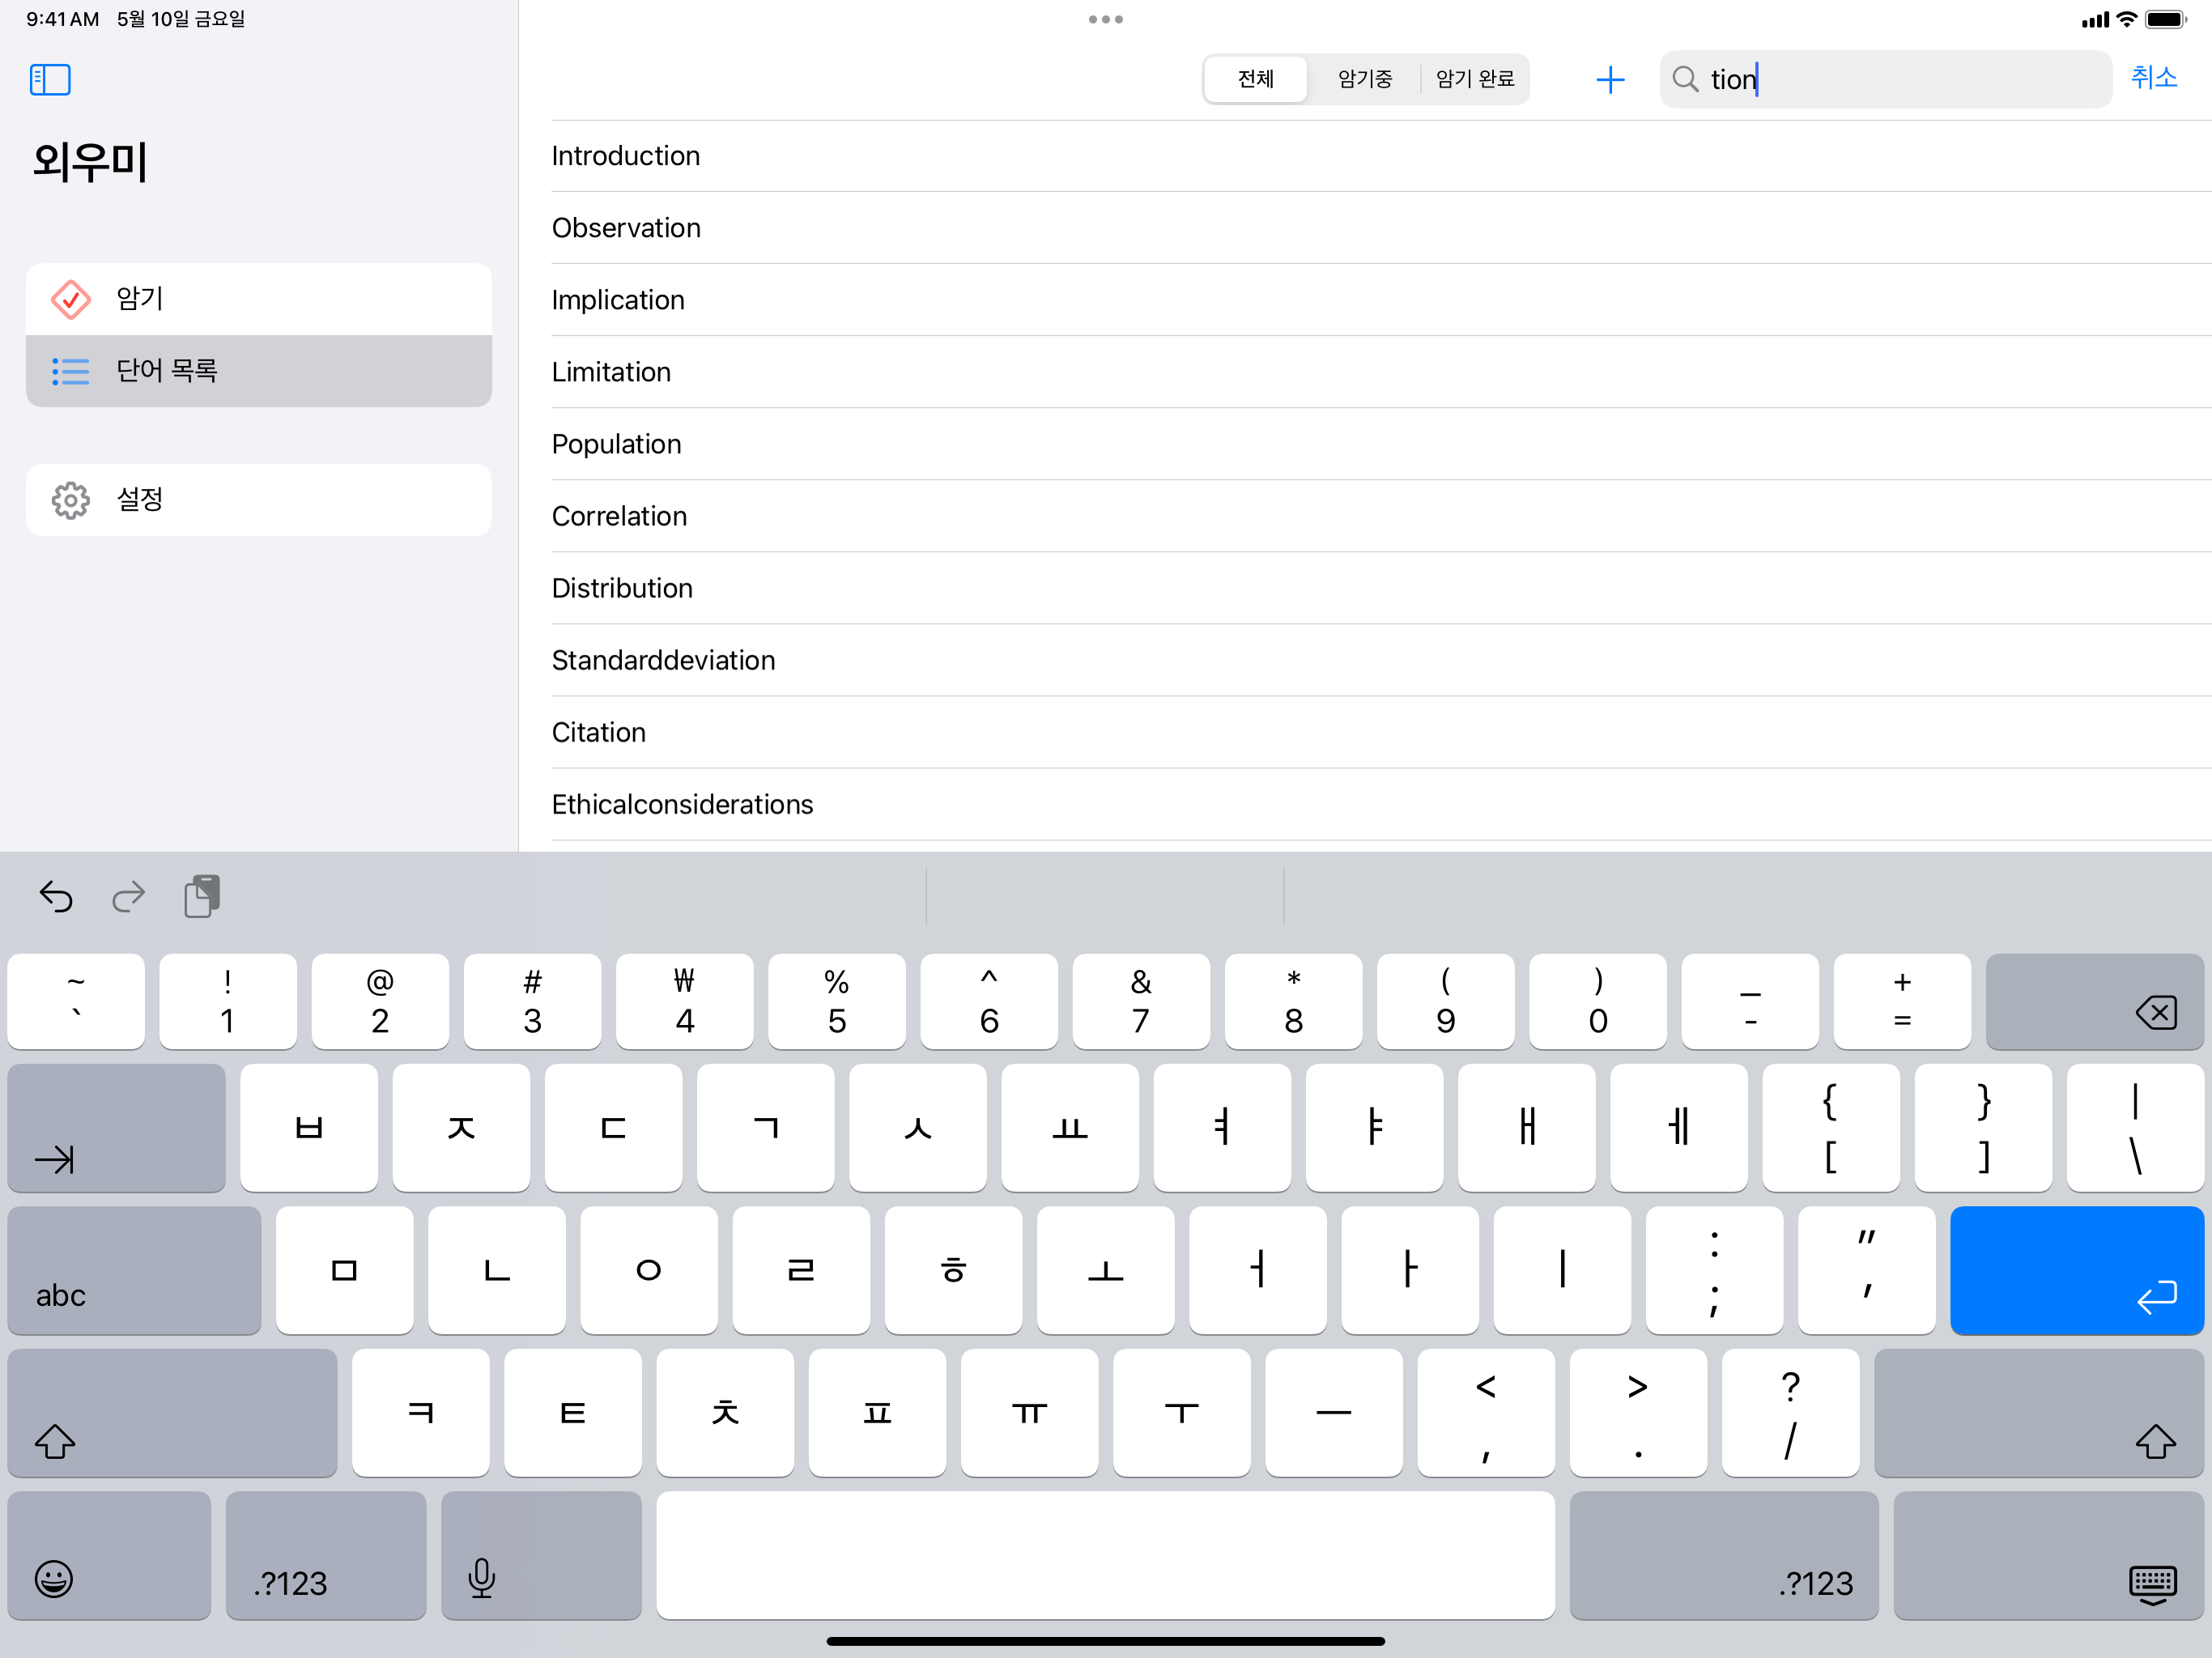 9:41 AM 5월 10일 금요일
외우미
암기
단어 목록
설정
전체 암기중 암기 완료
tion
취소
Introduction
Observation
Implication
Limitation
Population
Correlation
Distribution
Standarddeviation
Citation
Ethicalconsiderations
~ ! @ # ₩ % ^ & * ( ) _ +
` 1 2 3 4 5 6 7 8 9 0 - =
ㅂ ㅈ ㄷ ㄱ ㅅ ㅛ ㅕ ㅑ ㅐ ㅔ { [ } ] | \
abc ㅁ ㄴ ㅇ ㄹ ㅎ ㅗ ㅓ ㅏ ㅣ : ; " '
ㅋ ㅌ ㅊ ㅍ ㅠ ㅜ ㅡ < , > . ? /
.?123 .?123